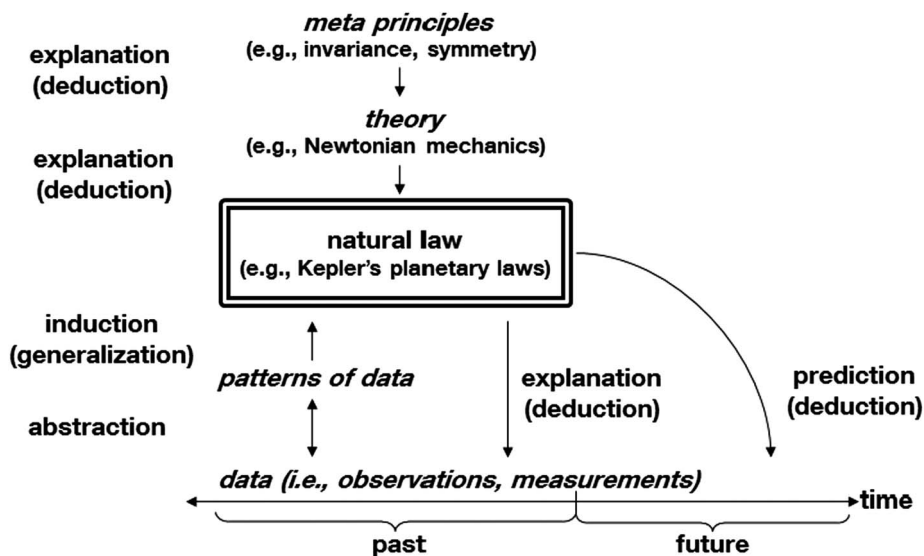 meta principles
(e.g., invariance, symmetry)
explanation
(deduction)
theory
(e.g., Newtonian mechanics)
explanation
(deduction)
natural law
(e.g., Kepler's planetary laws)
induction
(generalization)
patterns of data
explanation
(deduction)
prediction
(deduction)
abstraction
data (i.e., observations, measurements)
time
past
future